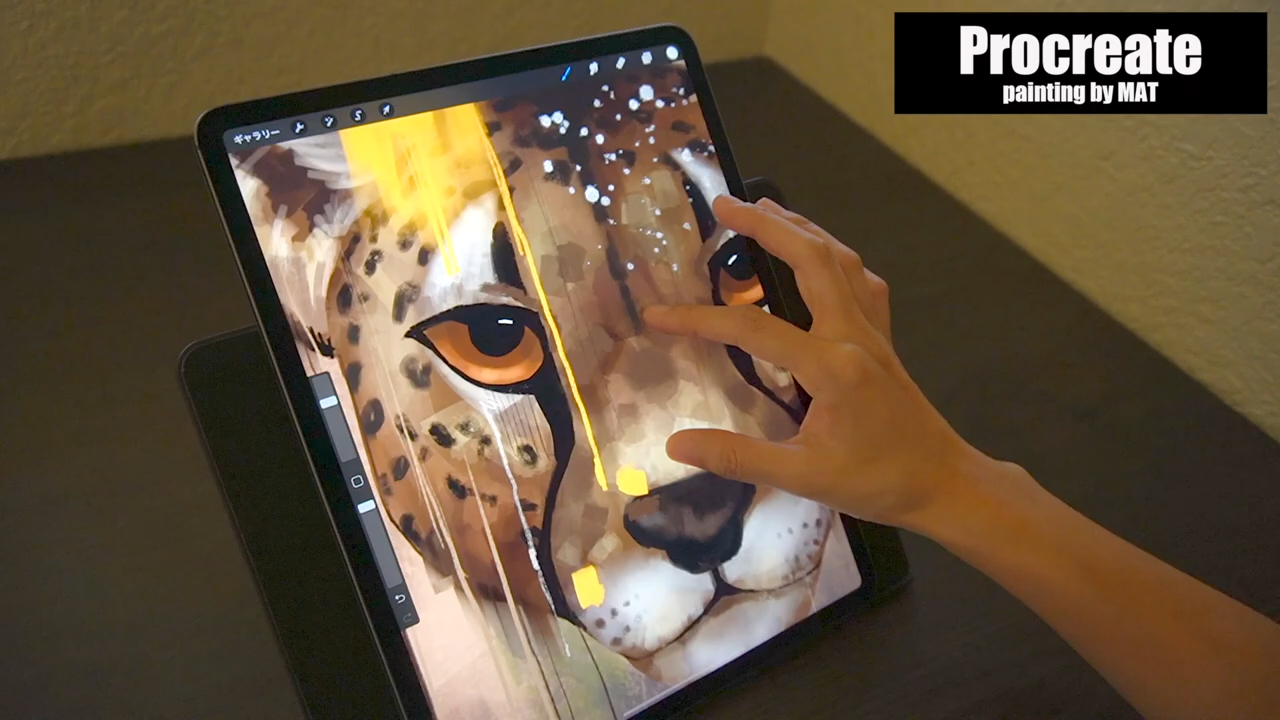 Procreate
painting by MAT
ギャラリー